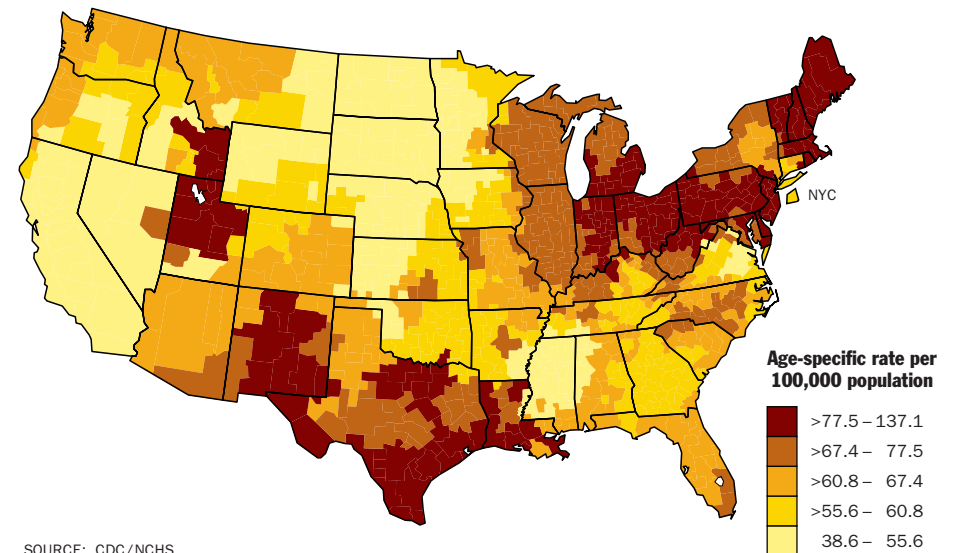 NYC
Age-specific rate per
100,000 population
>77.5 – 137.1
>67.4 – 77.5
>60.8 – 67.4
>55.6 – 60.8
38.6 – 55.6
SOURCE: CDC/NCHS